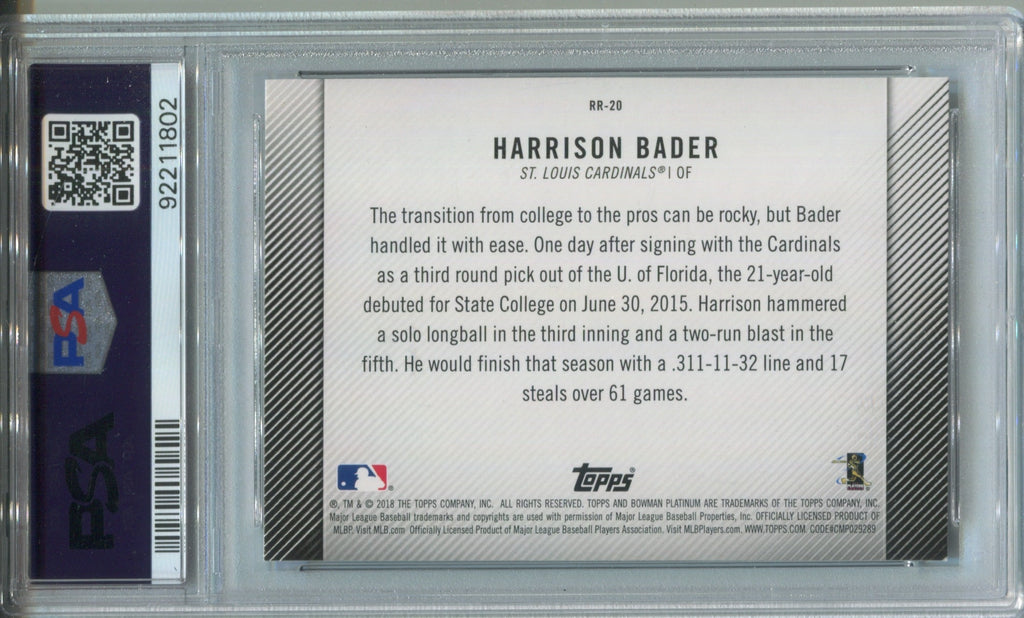 92211802
PSA
PSA
RR-20
HARRISON BADER
ST. LOUIS CARDINALS® | OF
The transition from college to the pros can be rocky, but Bader
handled it with ease. One day after signing with the Cardinals
as a third round pick out of the U. of Florida, the 21-year-old
debuted for State College on June 30, 2015. Harrison hammered
a solo longball in the third inning and a two-run blast in the
fifth. He would finish that season with a .311-11-32 line and 17
steals over 61 games.
topps
®, TM & © 2018 THE TOPPS COMPANY, INC. ALL RIGHTS RESERVED. TOPPS AND BOWMAN PLATINUM ARE TRADEMARKS OF THE TOPPS COMPANY, INC.
Major League Baseball trademarks and copyrights are used with permission of Major League Baseball Properties, Inc. OFFICIALLY LICENSED PRODUCT OF
MLBP. Visit MLB.com Officially Licensed Product of Major League Baseball Players Association. Visit MLBPlayers.com. WWW.TOPPS.COM. CODE#CMP029289